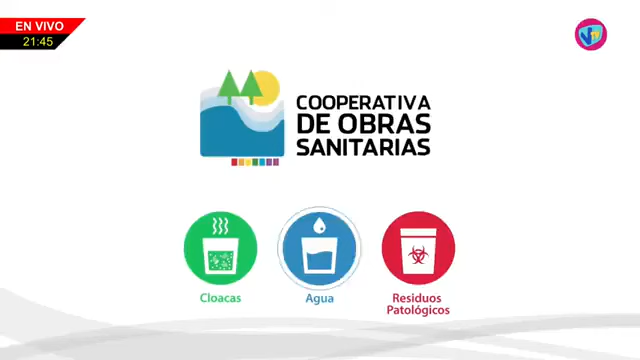 EN VIVO
21:45
COOPERATIVA
DE OBRAS
SANITARIAS
Cloacas
Agua
Residuos
Patológicos